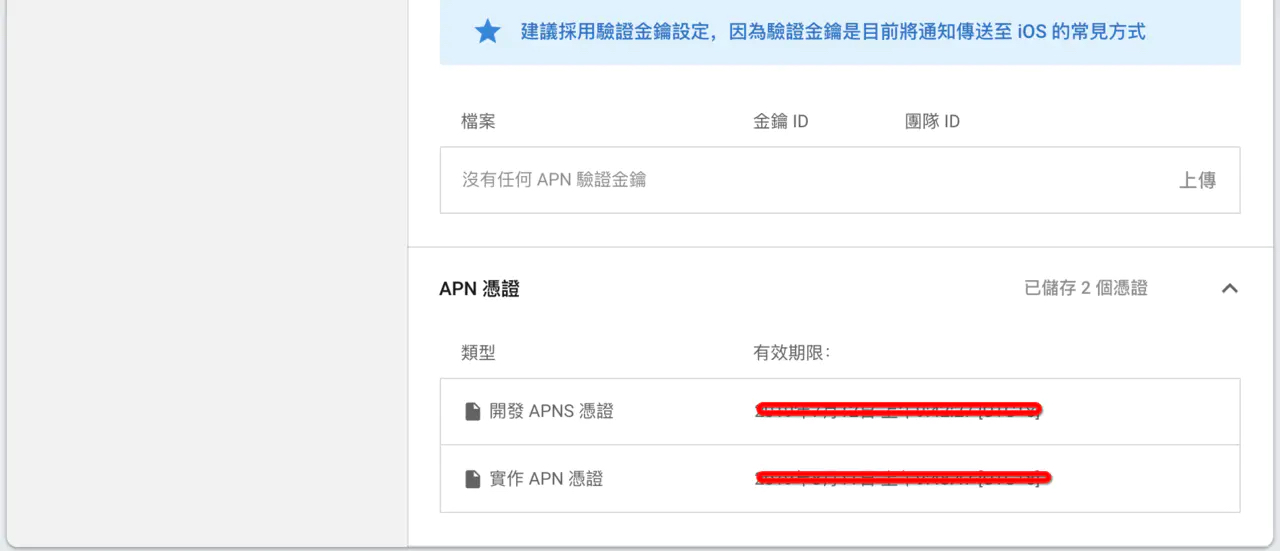 建議採用驗證金鑰設定，因為驗證金鑰是目前將通知傳送至 iOS 的常見方式
檔案 金鑰 ID 團隊 ID
沒有任何 APN 驗證金鑰 上傳
APN 憑證 已儲存 2 個憑證
類型 有效期限：
開發 APNS 憑證
實作 APN 憑證